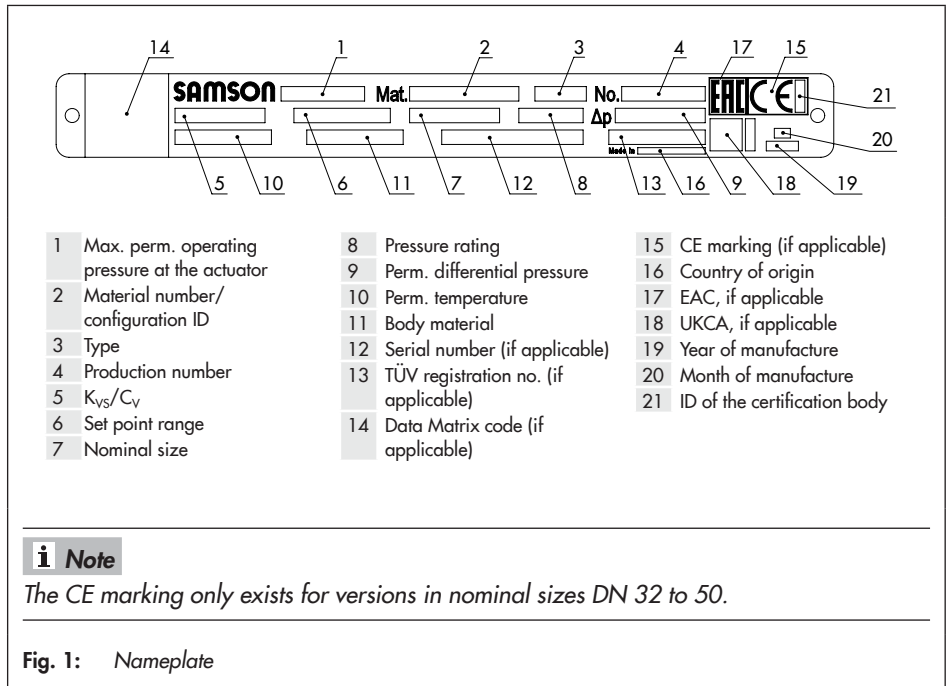 14 1 2 3 4 17 15
SAMSON Mat. No. EAC CE
21
Δp
20
Made in
5 10 6 11 7 12 8 13 16 9 18 19
1 Max. perm. operating
pressure at the actuator
2 Material number/
configuration ID
3 Type
4 Production number
5 KVS/CV
6 Set point range
7 Nominal size
8 Pressure rating
9 Perm. differential pressure
10 Perm. temperature
11 Body material
12 Serial number (if applicable)
13 TÜV registration no. (if
applicable)
14 Data Matrix code (if
applicable)
15 CE marking (if applicable)
16 Country of origin
17 EAC, if applicable
18 UKCA, if applicable
19 Year of manufacture
20 Month of manufacture
21 ID of the certification body
i Note
The CE marking only exists for versions in nominal sizes DN 32 to 50.
Fig. 1: Nameplate